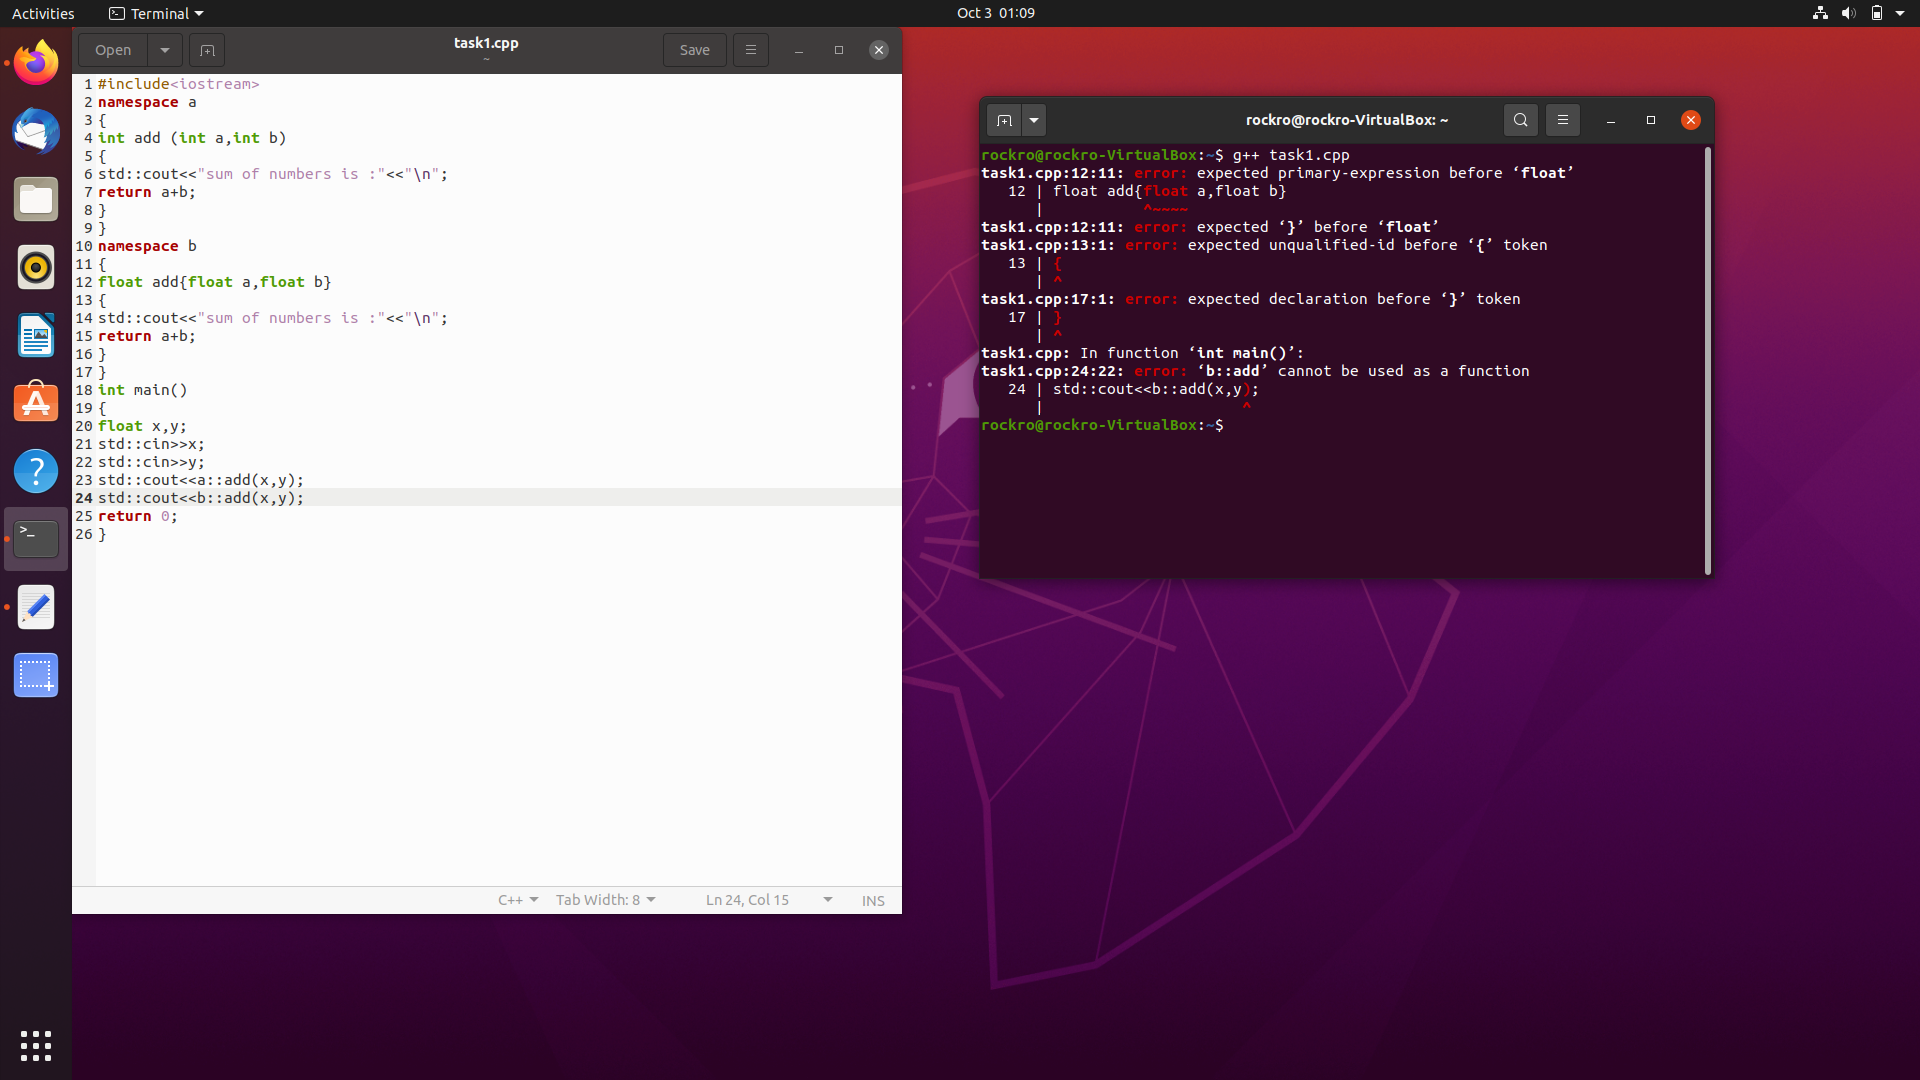 Activities Terminal Oct 3 01:09
Open task1.cpp Save
~
1 #include<iostream>
2 namespace a
3 {
4 int add (int a,int b)
5 {
6 std::cout<<"sum of numbers is :"<<"\n";
7 return a+b;
8 }
9 }
10 namespace b
11 {
12 float add{float a,float b}
13 {
14 std::cout<<"sum of numbers is :"<<"\n";
15 return a+b;
16 }
17 }
18 int main()
19 {
20 float x,y;
21 std::cin>>x;
22 std::cin>>y;
23 std::cout<<a::add(x,y);
24 std::cout<<b::add(x,y);
25 return 0;
26 }
C++ Tab Width: 8 Ln 24, Col 15 INS
rockro@rockro-VirtualBox: ~
rockro@rockro-VirtualBox:~$ g++ task1.cpp
task1.cpp:12:11: error: expected primary-expression before ‘float’
12 | float add{float a,float b}
| ^~~~~
task1.cpp:12:11: error: expected ‘}’ before ‘float’
task1.cpp:13:1: error: expected unqualified-id before ‘{’ token
13 | {
| ^
task1.cpp:17:1: error: expected declaration before ‘}’ token
17 | }
| ^
task1.cpp: In function ‘int main()’:
task1.cpp:24:22: error: ‘b::add’ cannot be used as a function
24 | std::cout<<b::add(x,y);
| ^
rockro@rockro-VirtualBox:~$